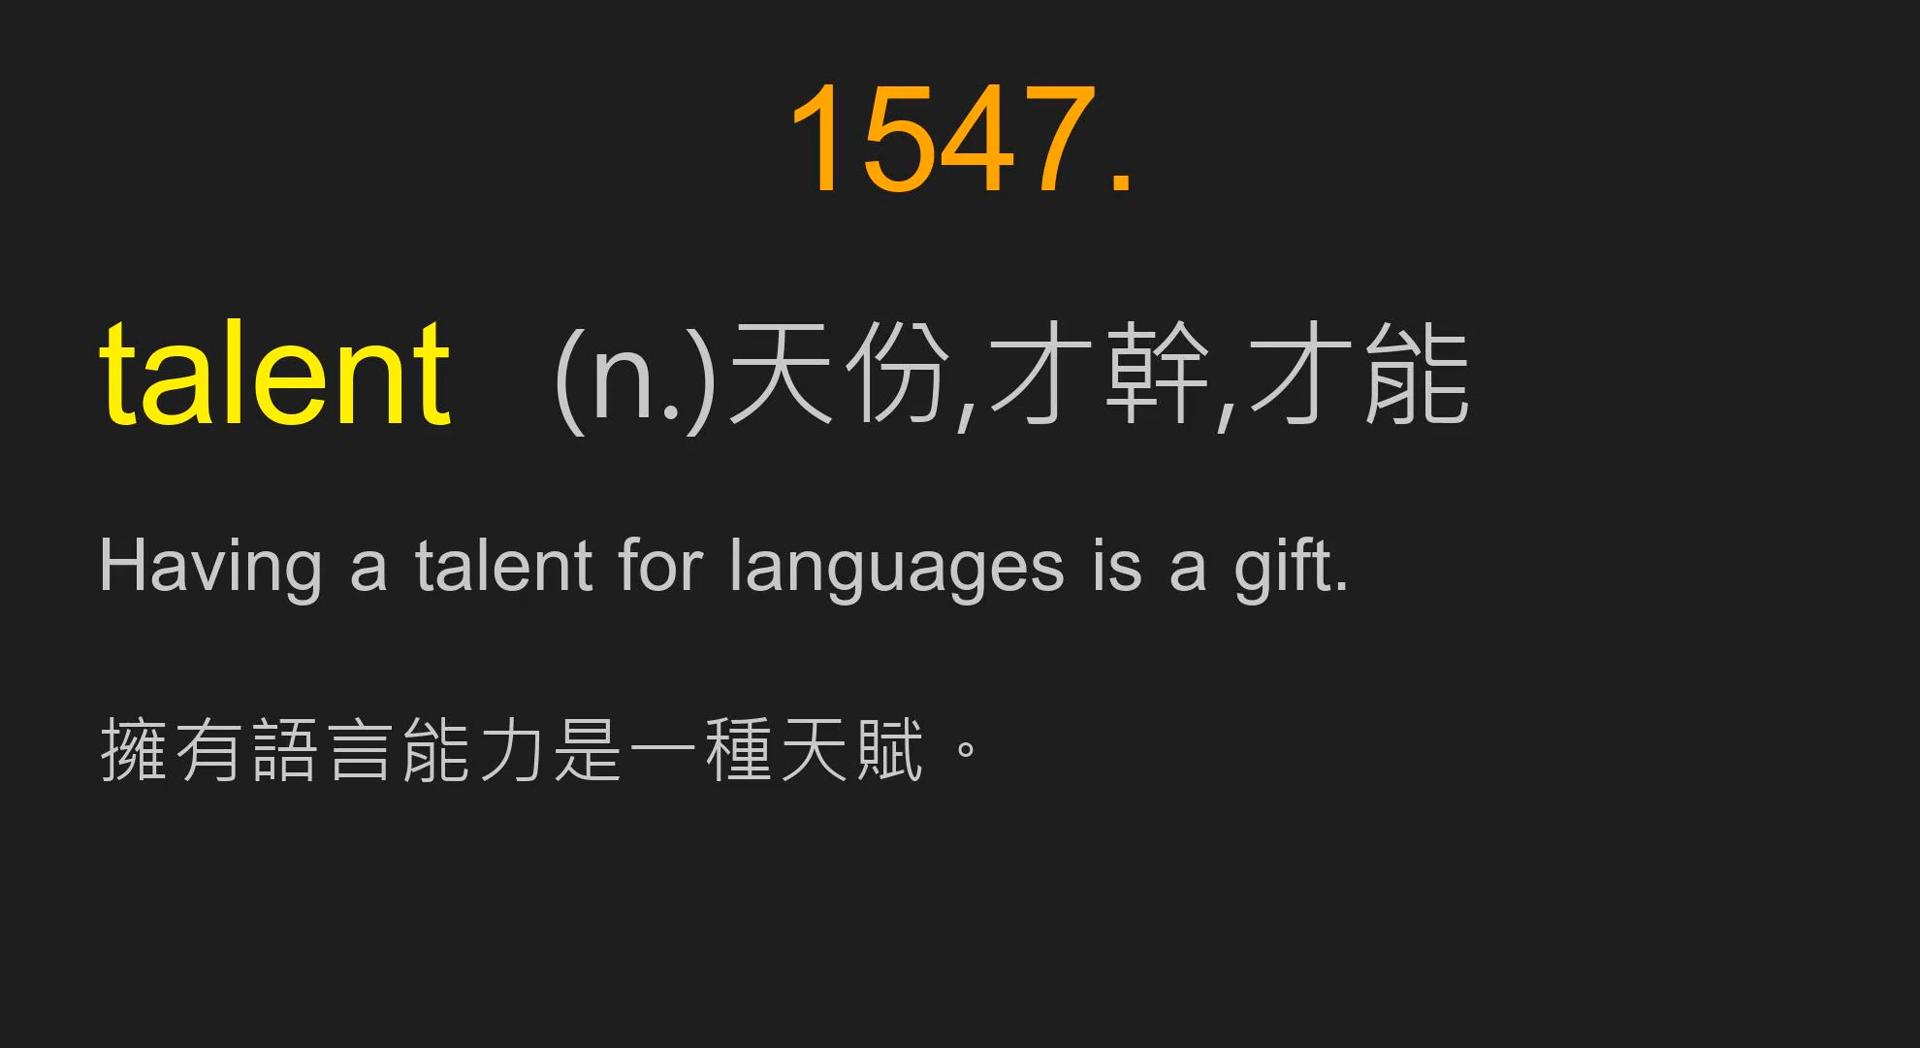 1547.
talent (n.)天份,才幹,才能
Having a talent for languages is a gift.
擁有語言能力是一種天賦。